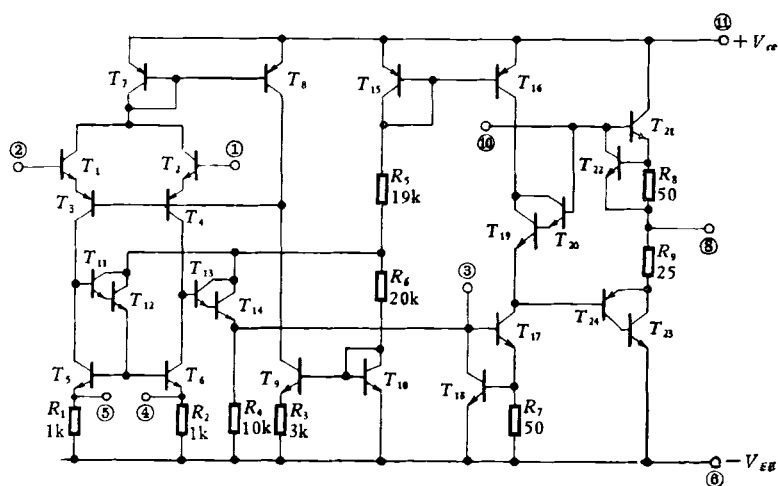 ⑪
+ V_cc
T₇
T₈
T₁₅
T₁₆
T₂₁
②
①
⑩
T₁
T₂
T₂₂
R₈
50
R₅
19k
T₃
T₄
T₁₉
T₂₀
⑧
R₉
25
T₁₁
T₁₂
T₁₃
T₁₄
③
R₆
20k
T₂₄
T₂₃
T₁₇
T₅
T₆
T₉
T₁₀
T₁₈
⑤
④
R₁
1k
R₂
1k
R₄
10k
R₃
3k
R₇
50
− V_EE
⑥